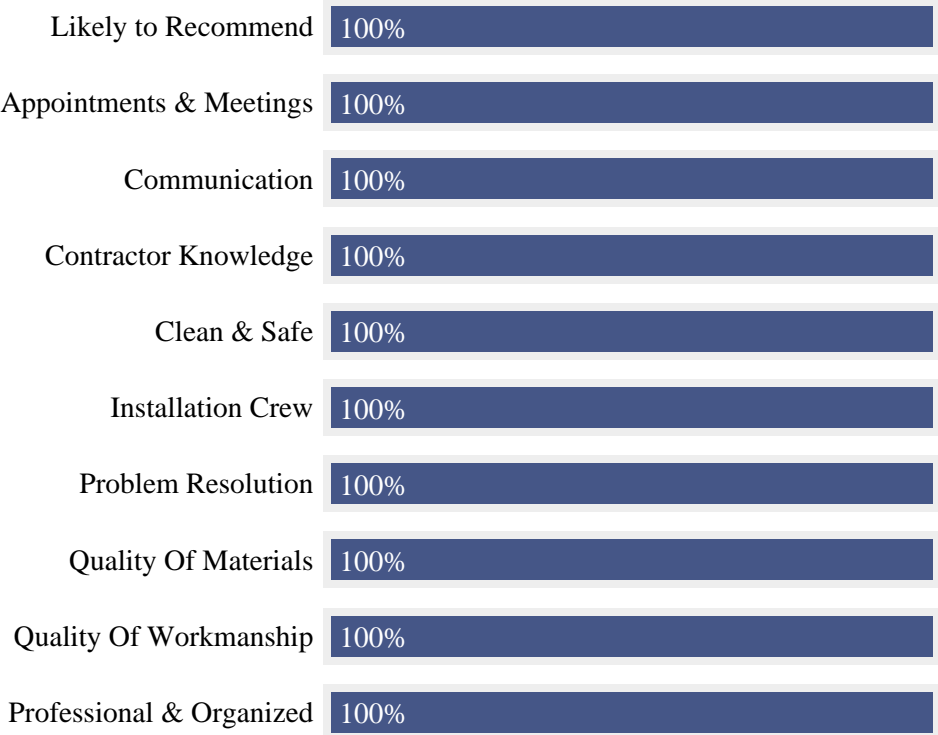 Likely to Recommend 100%
Appointments & Meetings 100%
Communication 100%
Contractor Knowledge 100%
Clean & Safe 100%
Installation Crew 100%
Problem Resolution 100%
Quality Of Materials 100%
Quality Of Workmanship 100%
Professional & Organized 100%